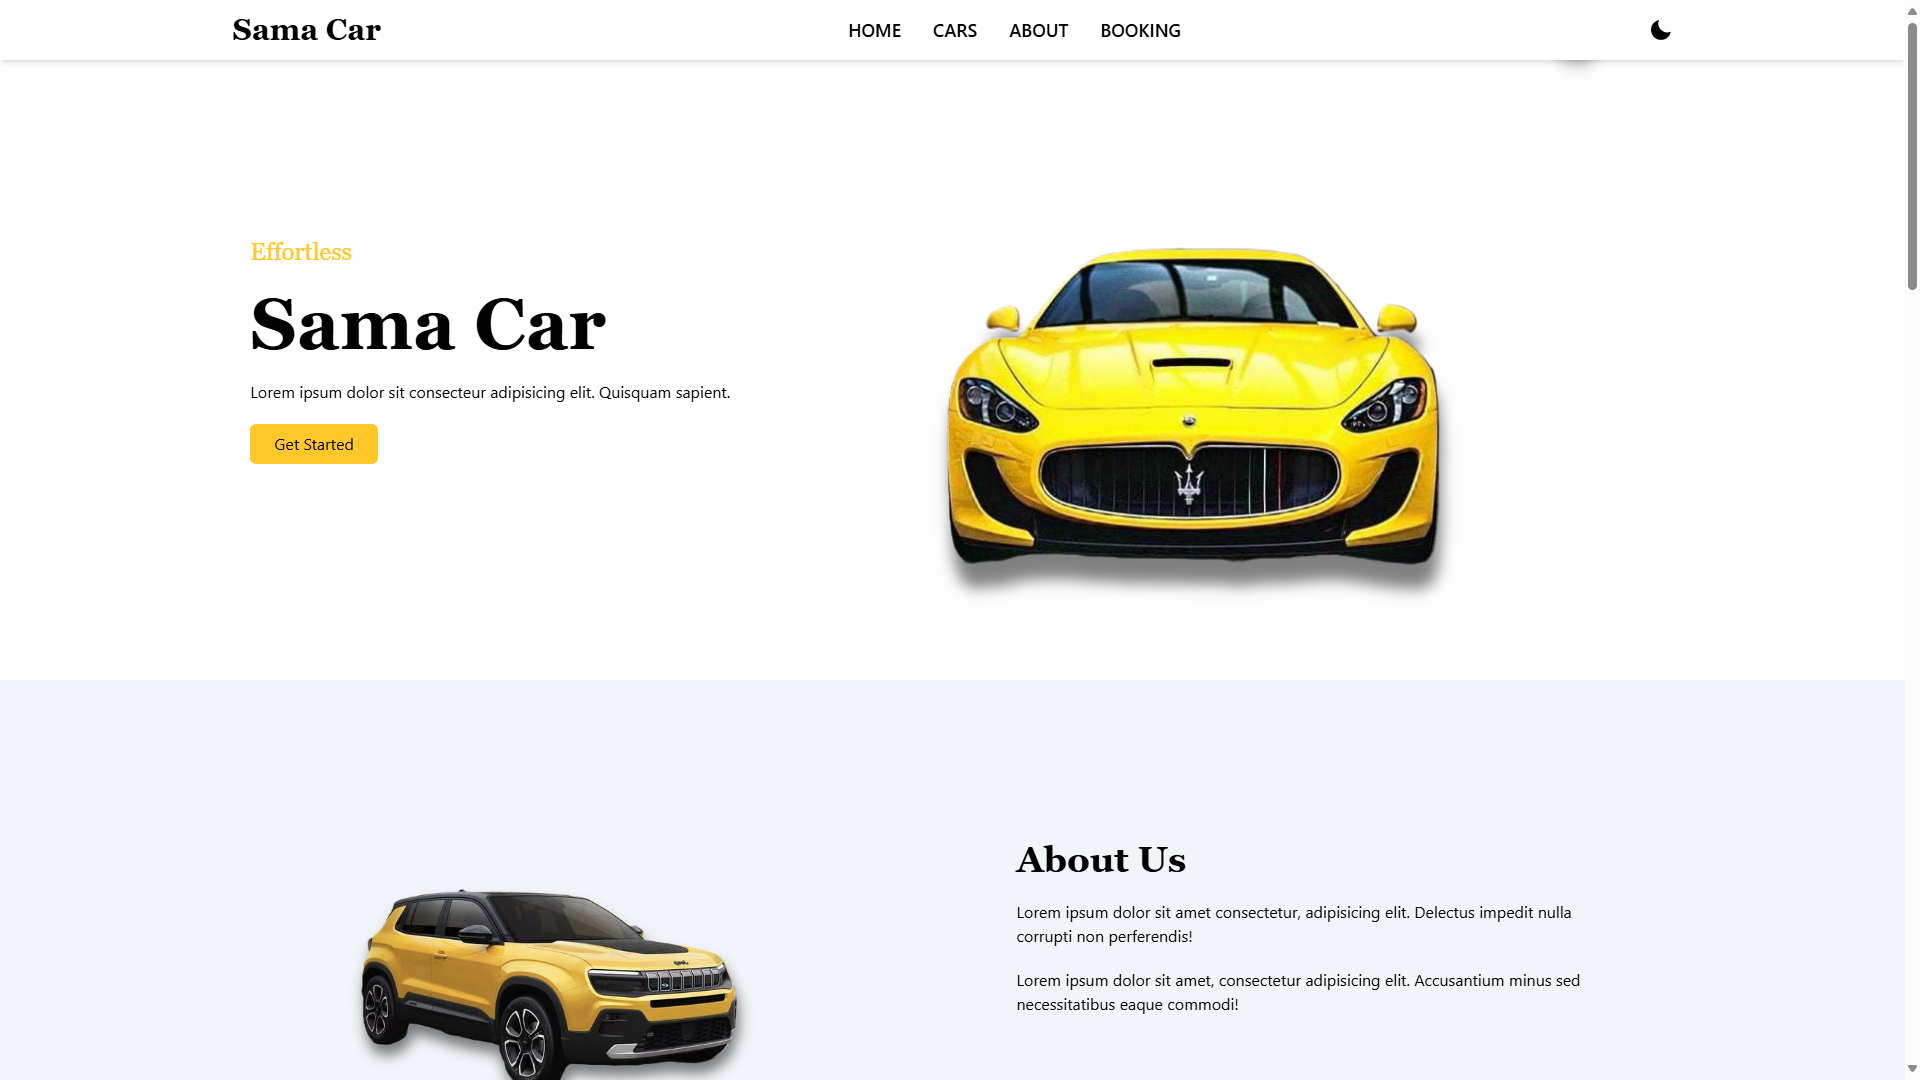 Sama Car
HOME
CARS
ABOUT
BOOKING
Effortless
Sama Car
Lorem ipsum dolor sit consecteur adipisicing elit. Quisquam sapient.
Get Started
About Us
Lorem ipsum dolor sit amet consectetur, adipisicing elit. Delectus impedit nulla
corrupti non perferendis!
Lorem ipsum dolor sit amet, consectetur adipisicing elit. Accusantium minus sed
necessitatibus eaque commodi!